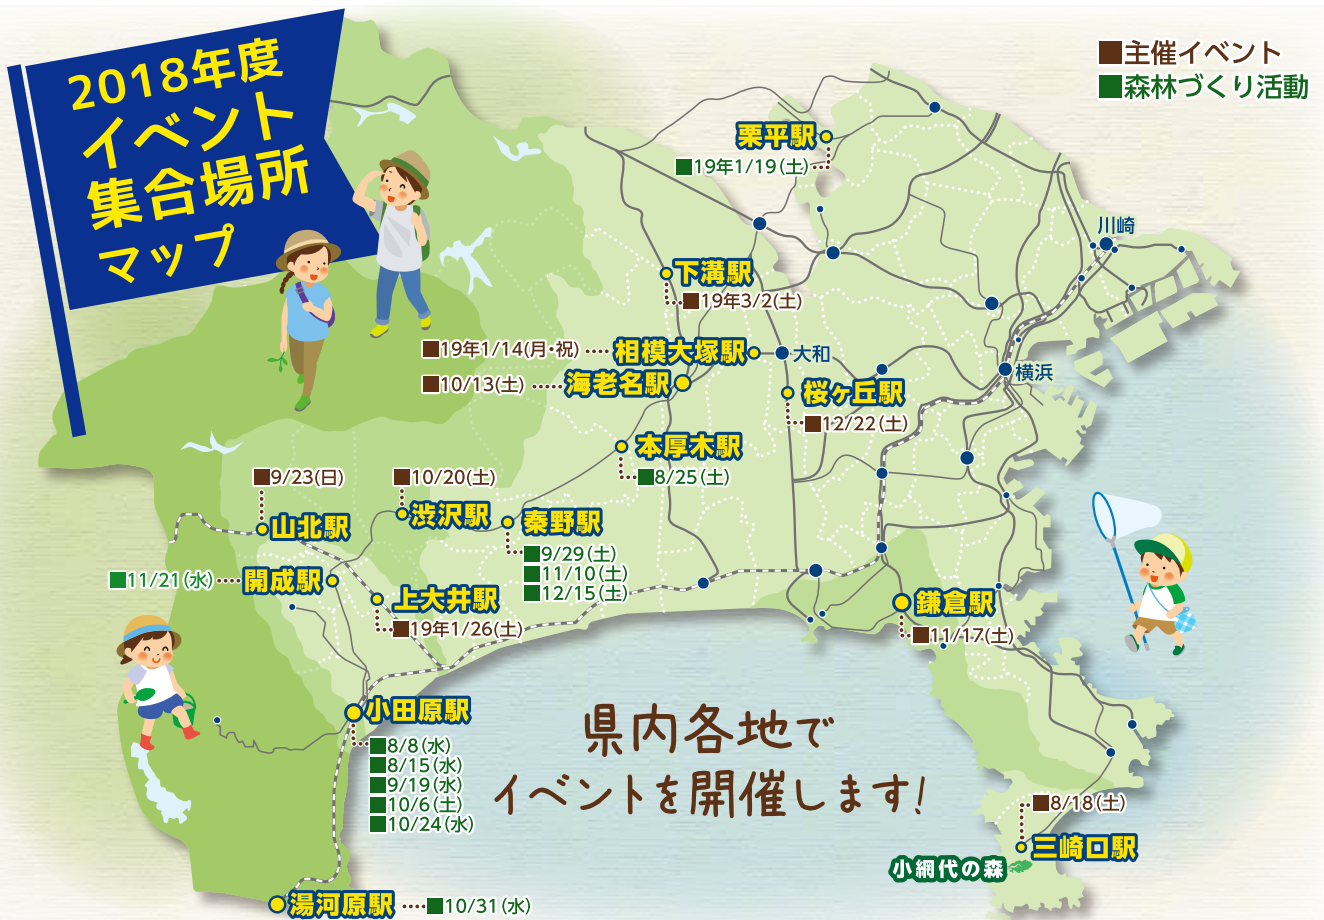 2018年度
イベント
集合場所
マップ
■主催イベント
■森林づくり活動
栗平駅
■19年1/19(土)
川崎
下溝駅
■19年3/2(土)
■19年1/14(月・祝)
相模大塚駅
大和
■10/13(土)
海老名駅
横浜
桜ヶ丘駅
■12/22(土)
本厚木駅
■8/25(土)
■9/23(日)
山北駅
■10/20(土)
渋沢駅
秦野駅
■9/29(土)
■11/10(土)
■12/15(土)
■11/21(水)
開成駅
上大井駅
■19年1/26(土)
鎌倉駅
■11/17(土)
小田原駅
■8/8(水)
■8/15(水)
■9/19(水)
■10/6(土)
■10/24(水)
県内各地で
イベントを開催します!
■8/18(土)
三崎口駅
小網代の森
湯河原駅
■10/31(水)